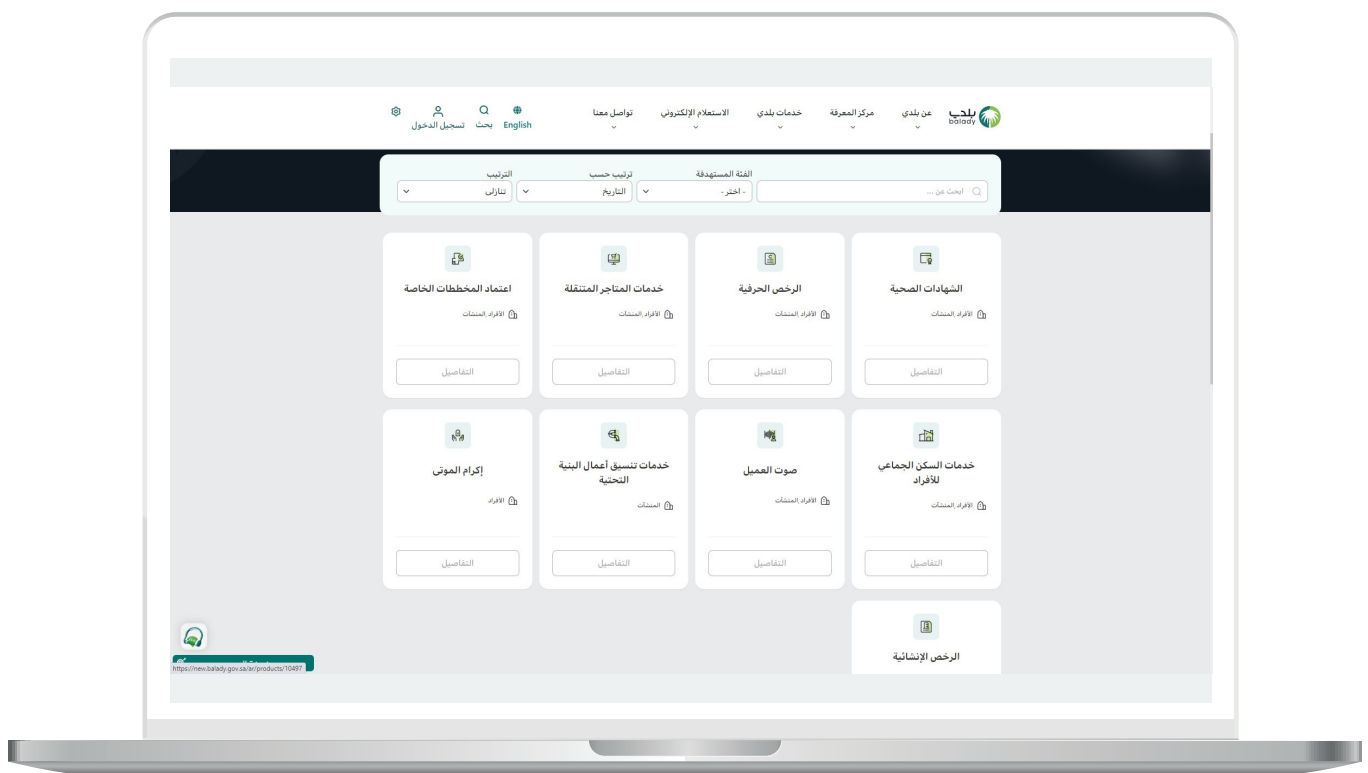 بلدي
balady
عن بلدي
مركز المعرفة
خدمات بلدي
الاستعلام الإلكتروني
تواصل معنا
English
بحث
تسجيل الدخول
ابحث عن ...
الفئة المستهدفة
- اختر -
ترتيب حسب
التاريخ
الترتيب
تنازلي
الشهادات الصحية
الأفراد ,المنشآت
التفاصيل
الرخص الحرفية
الأفراد ,المنشآت
التفاصيل
خدمات المتاجر المتنقلة
الأفراد ,المنشآت
التفاصيل
اعتماد المخططات الخاصة
الأفراد ,المنشآت
التفاصيل
خدمات السكن الجماعي
للأفراد
الأفراد ,المنشآت
التفاصيل
صوت العميل
الأفراد ,المنشآت
التفاصيل
خدمات تنسيق أعمال البنية
التحتية
المنشآت
التفاصيل
إكرام الموتى
الأفراد
التفاصيل
الرخص الإنشائية
https://new.balady.gov.sa/ar/products/10497